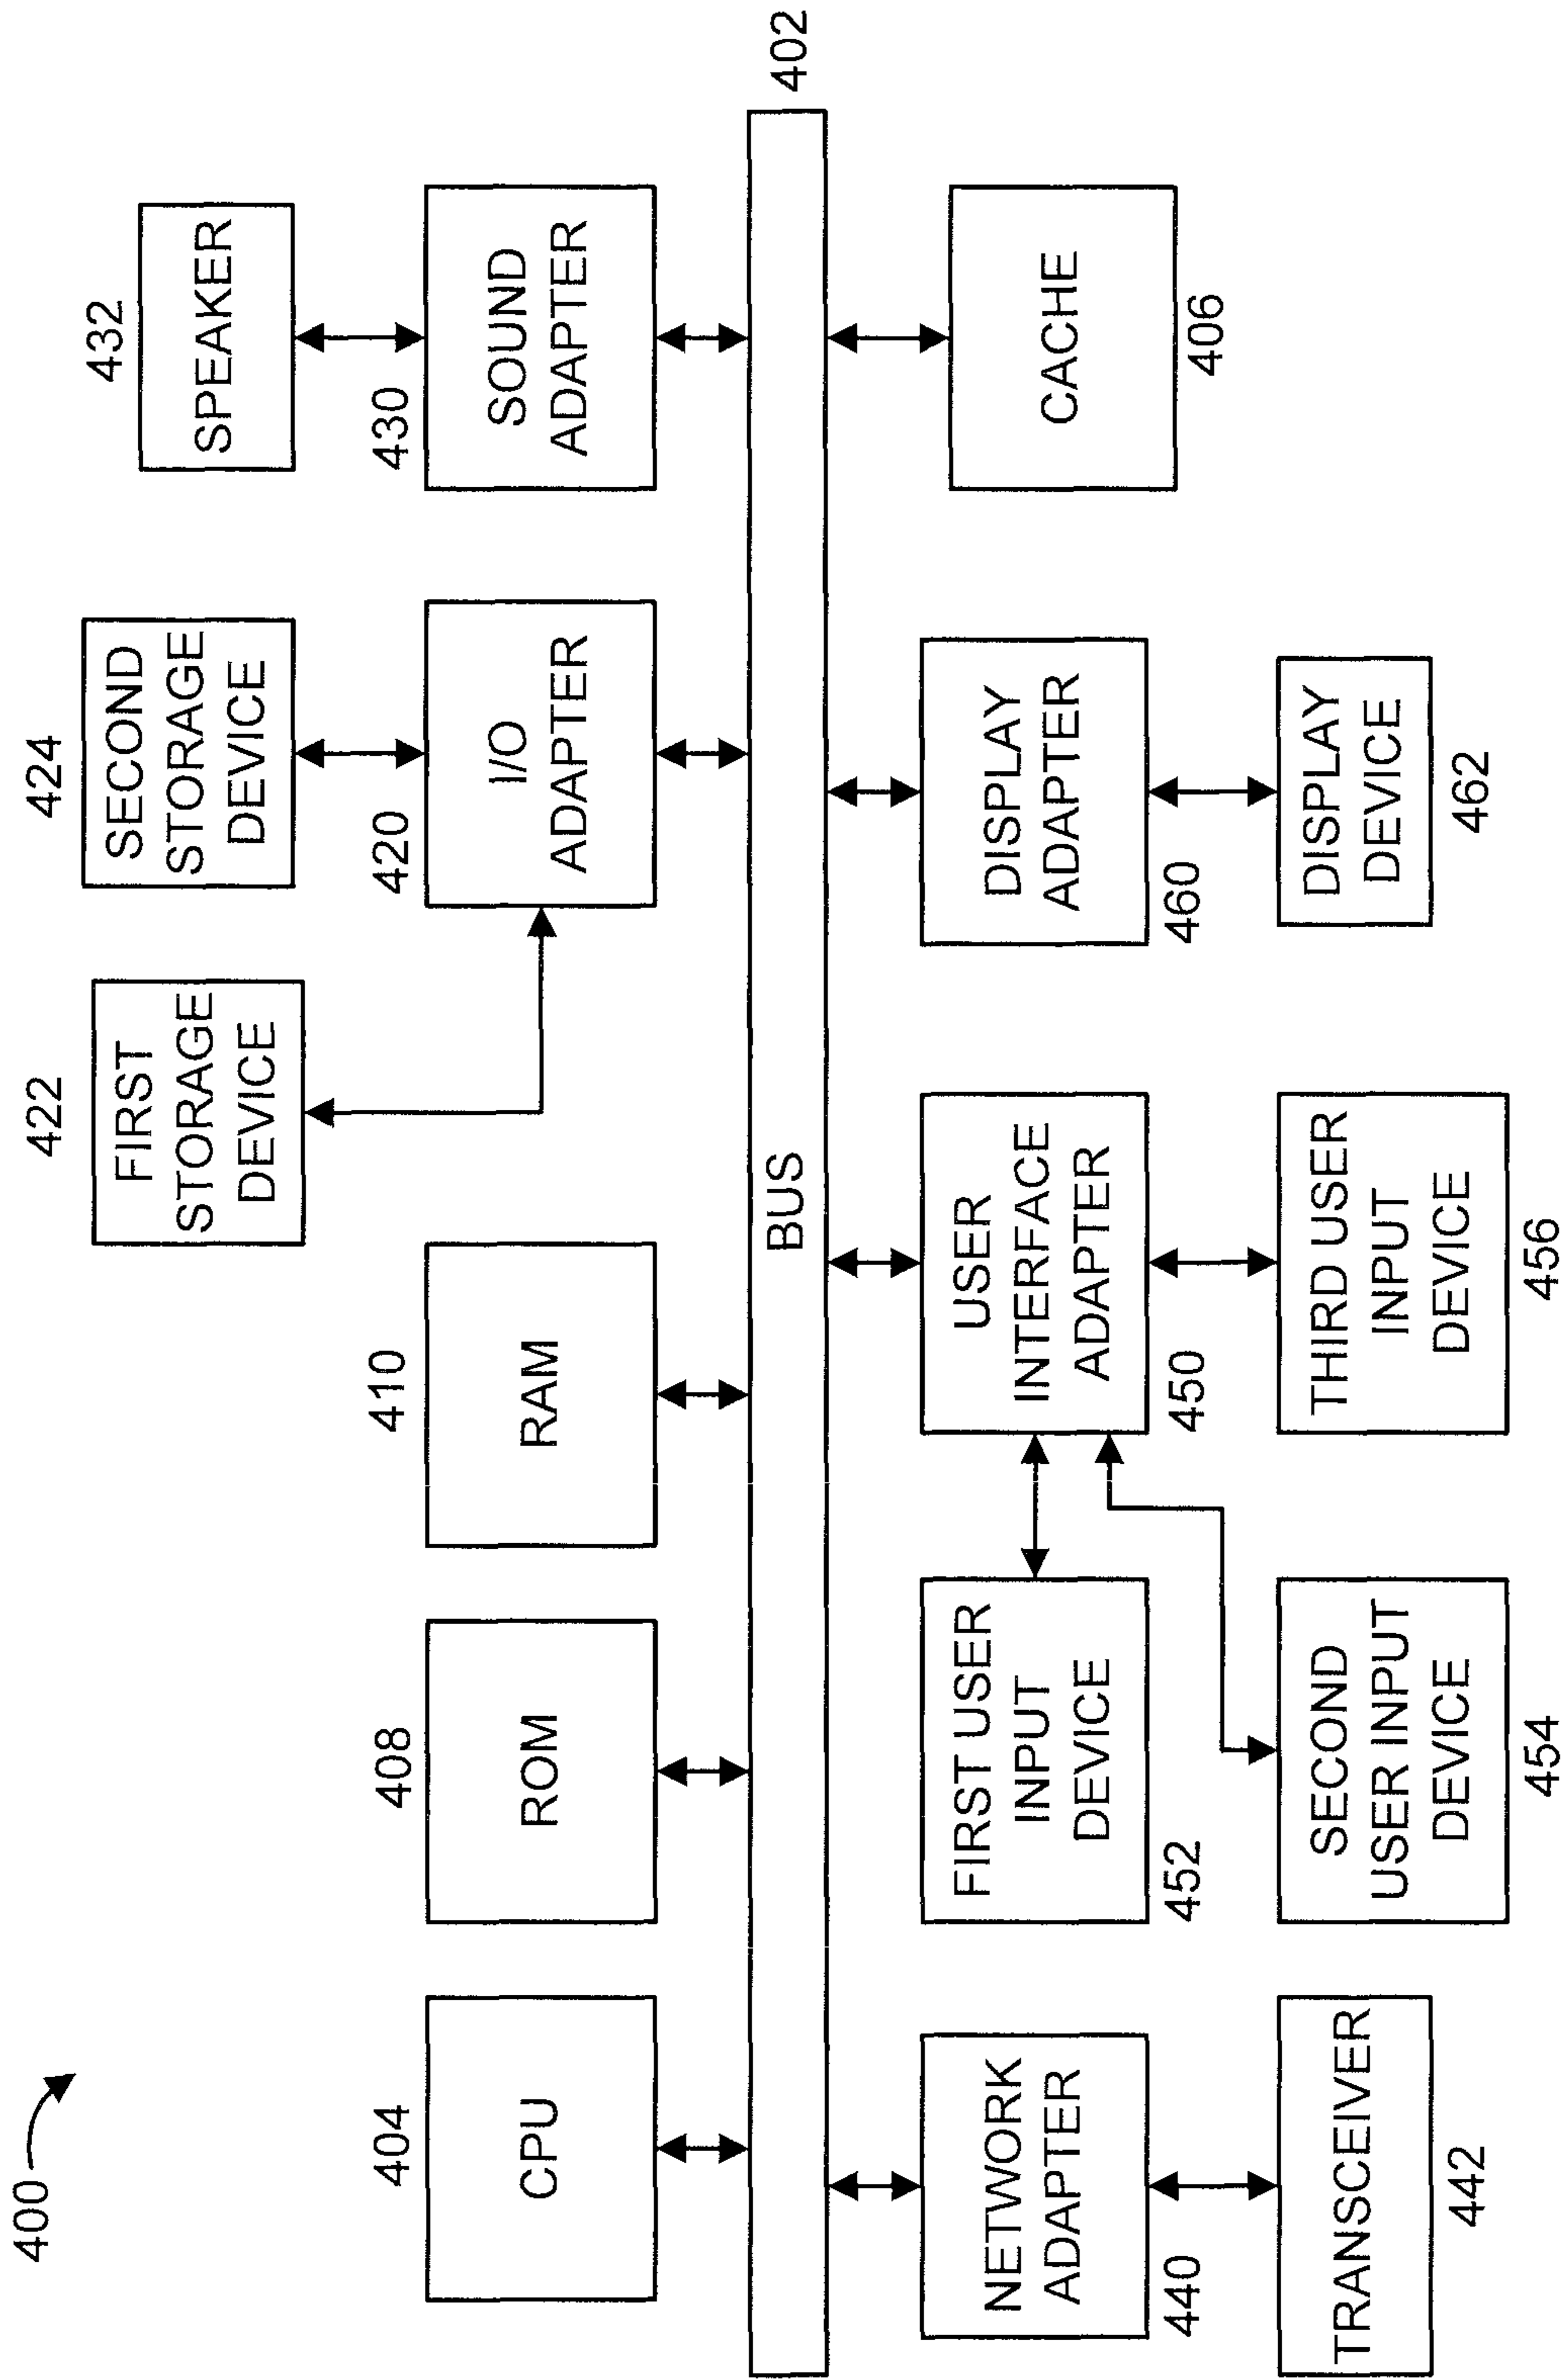 400
404
CPU
408
ROM
410
RAM
422
FIRST
STORAGE
DEVICE
424
SECOND
STORAGE
DEVICE
420
I/O
ADAPTER
432
SPEAKER
430
SOUND
ADAPTER
BUS
402
NETWORK
ADAPTER
440
TRANSCEIVER
442
FIRST USER
INPUT
DEVICE
452
SECOND
USER INPUT
DEVICE
454
USER
INTERFACE
ADAPTER
450
THIRD USER
INPUT
DEVICE
456
DISPLAY
ADAPTER
460
DISPLAY
DEVICE
462
CACHE
406